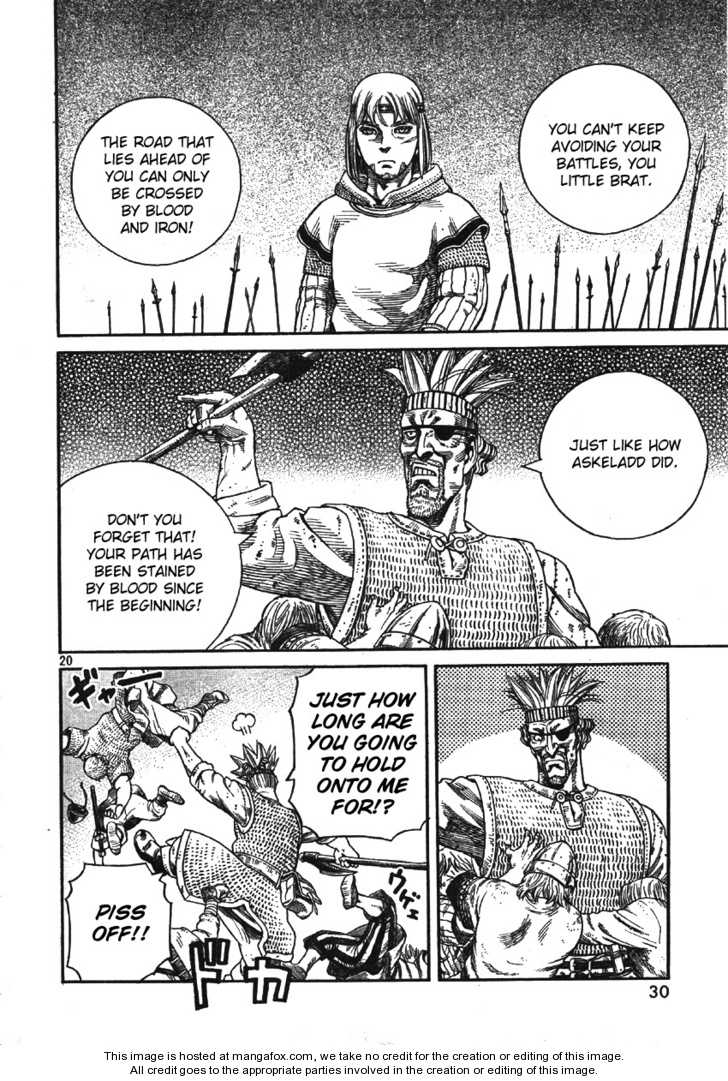 YOU CAN'T KEEP
AVOIDING YOUR
BATTLES, YOU
LITTLE BRAT.
THE ROAD THAT
LIES AHEAD OF
YOU CAN ONLY
BE CROSSED
BY BLOOD
AND IRON!
JUST LIKE HOW
ASKELADD DID.
DON'T YOU
FORGET THAT!
YOUR PATH HAS
BEEN STAINED
BY BLOOD SINCE
THE BEGINNING!
20
JUST HOW
LONG ARE
YOU GOING
TO HOLD
ONTO ME
FOR!?
ギャー
ウゲェ
PISS
OFF!!
ドカ
30
This image is hosted at mangafox.com, we take no credit for the creation or editing of this image.
All credit goes to the appropriate parties involved in the creation or editing of this image.